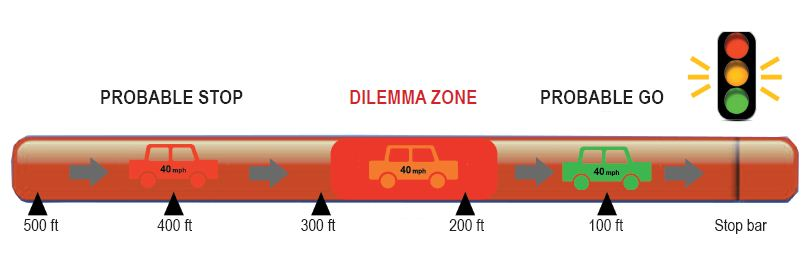 PROBABLE STOP
DILEMMA ZONE
PROBABLE GO
40 mph
40 mph
40 mph
500 ft
400 ft
300 ft
200 ft
100 ft
Stop bar